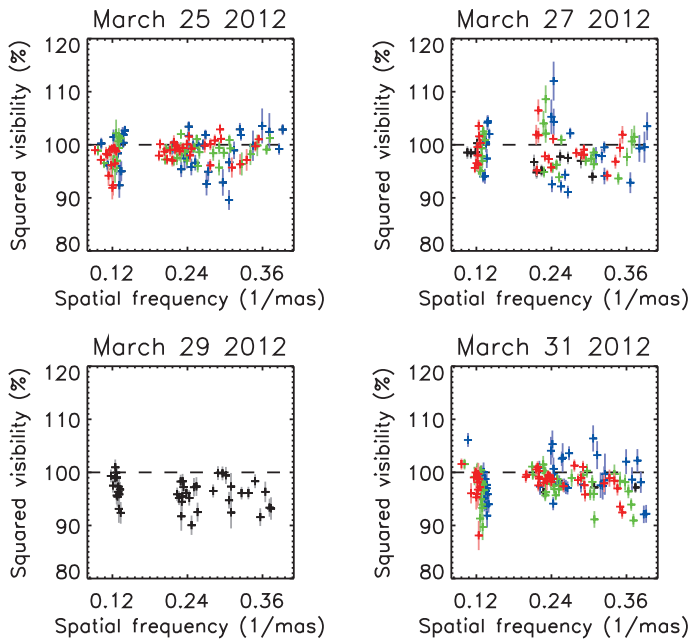 March 25 2012
120
110
100
90
80
Squared visibility (%)
0.12 0.24 0.36
Spatial frequency (1/mas)
March 27 2012
120
110
100
90
80
Squared visibility (%)
0.12 0.24 0.36
Spatial frequency (1/mas)
March 29 2012
120
110
100
90
80
Squared visibility (%)
0.12 0.24 0.36
Spatial frequency (1/mas)
March 31 2012
120
110
100
90
80
Squared visibility (%)
0.12 0.24 0.36
Spatial frequency (1/mas)